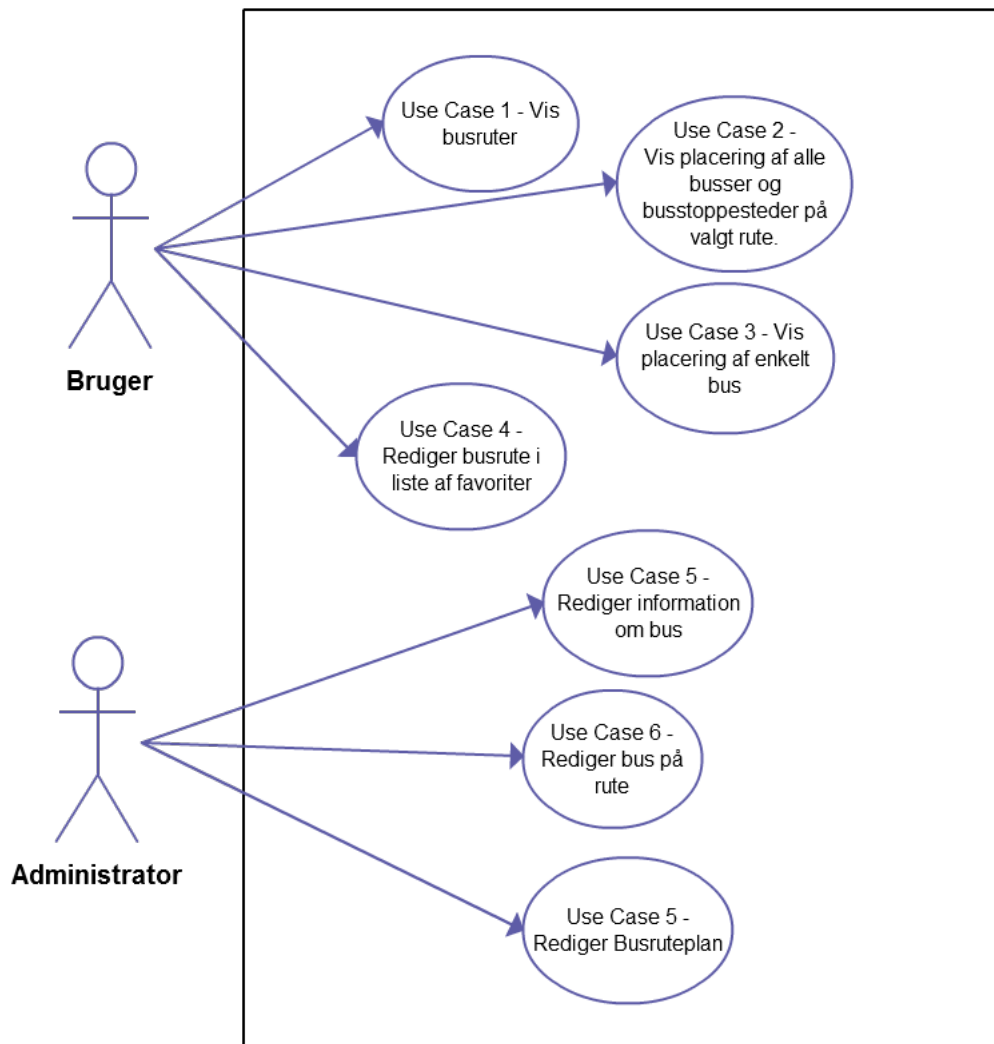 Use Case 1 - Vis
busruter
Use Case 2 -
Vis placering af alle
busser og
busstoppesteder på
valgt rute.
Use Case 3 - Vis
placering af enkelt
bus
Bruger
Use Case 4 -
Rediger busrute i
liste af favoriter
Use Case 5 -
Rediger information
om bus
Use Case 6 -
Rediger bus på
rute
Administrator
Use Case 5 -
Rediger Busruteplan